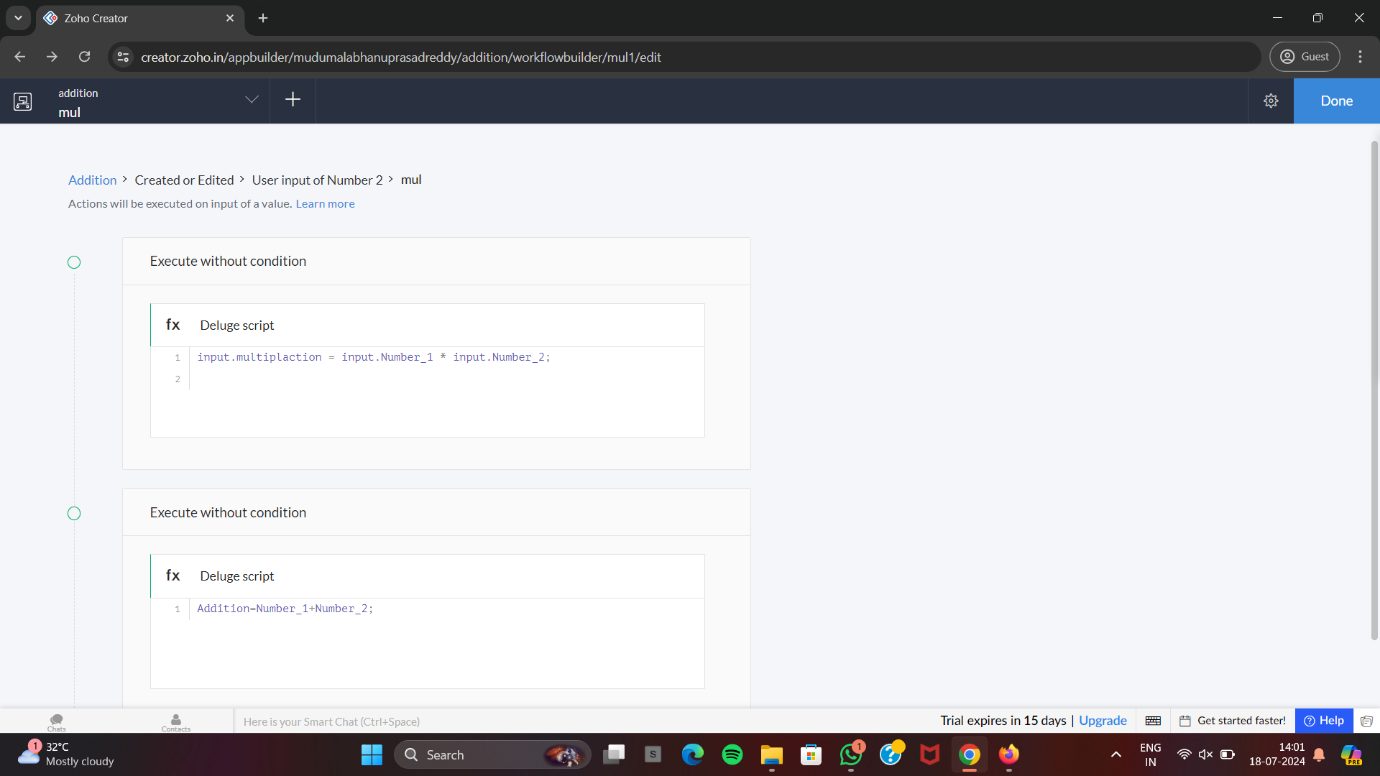 Zoho Creator
creator.zoho.in/appbuilder/mudumalabhanuprasadreddy/addition/workflowbuilder/mul1/edit
Guest
addition
mul
Done
Addition > Created or Edited > User input of Number 2 > mul
Actions will be executed on input of a value. Learn more
Execute without condition
fx Deluge script
1 input.multiplaction = input.Number_1 * input.Number_2;
2
Execute without condition
fx Deluge script
1 Addition=Number_1+Number_2;
Chats
Contacts
Here is your Smart Chat (Ctrl+Space)
Trial expires in 15 days | Upgrade
Get started faster!
Help
1
32°C
Mostly cloudy
Search
S
1
ENG
IN
14:01
18-07-2024
PRE